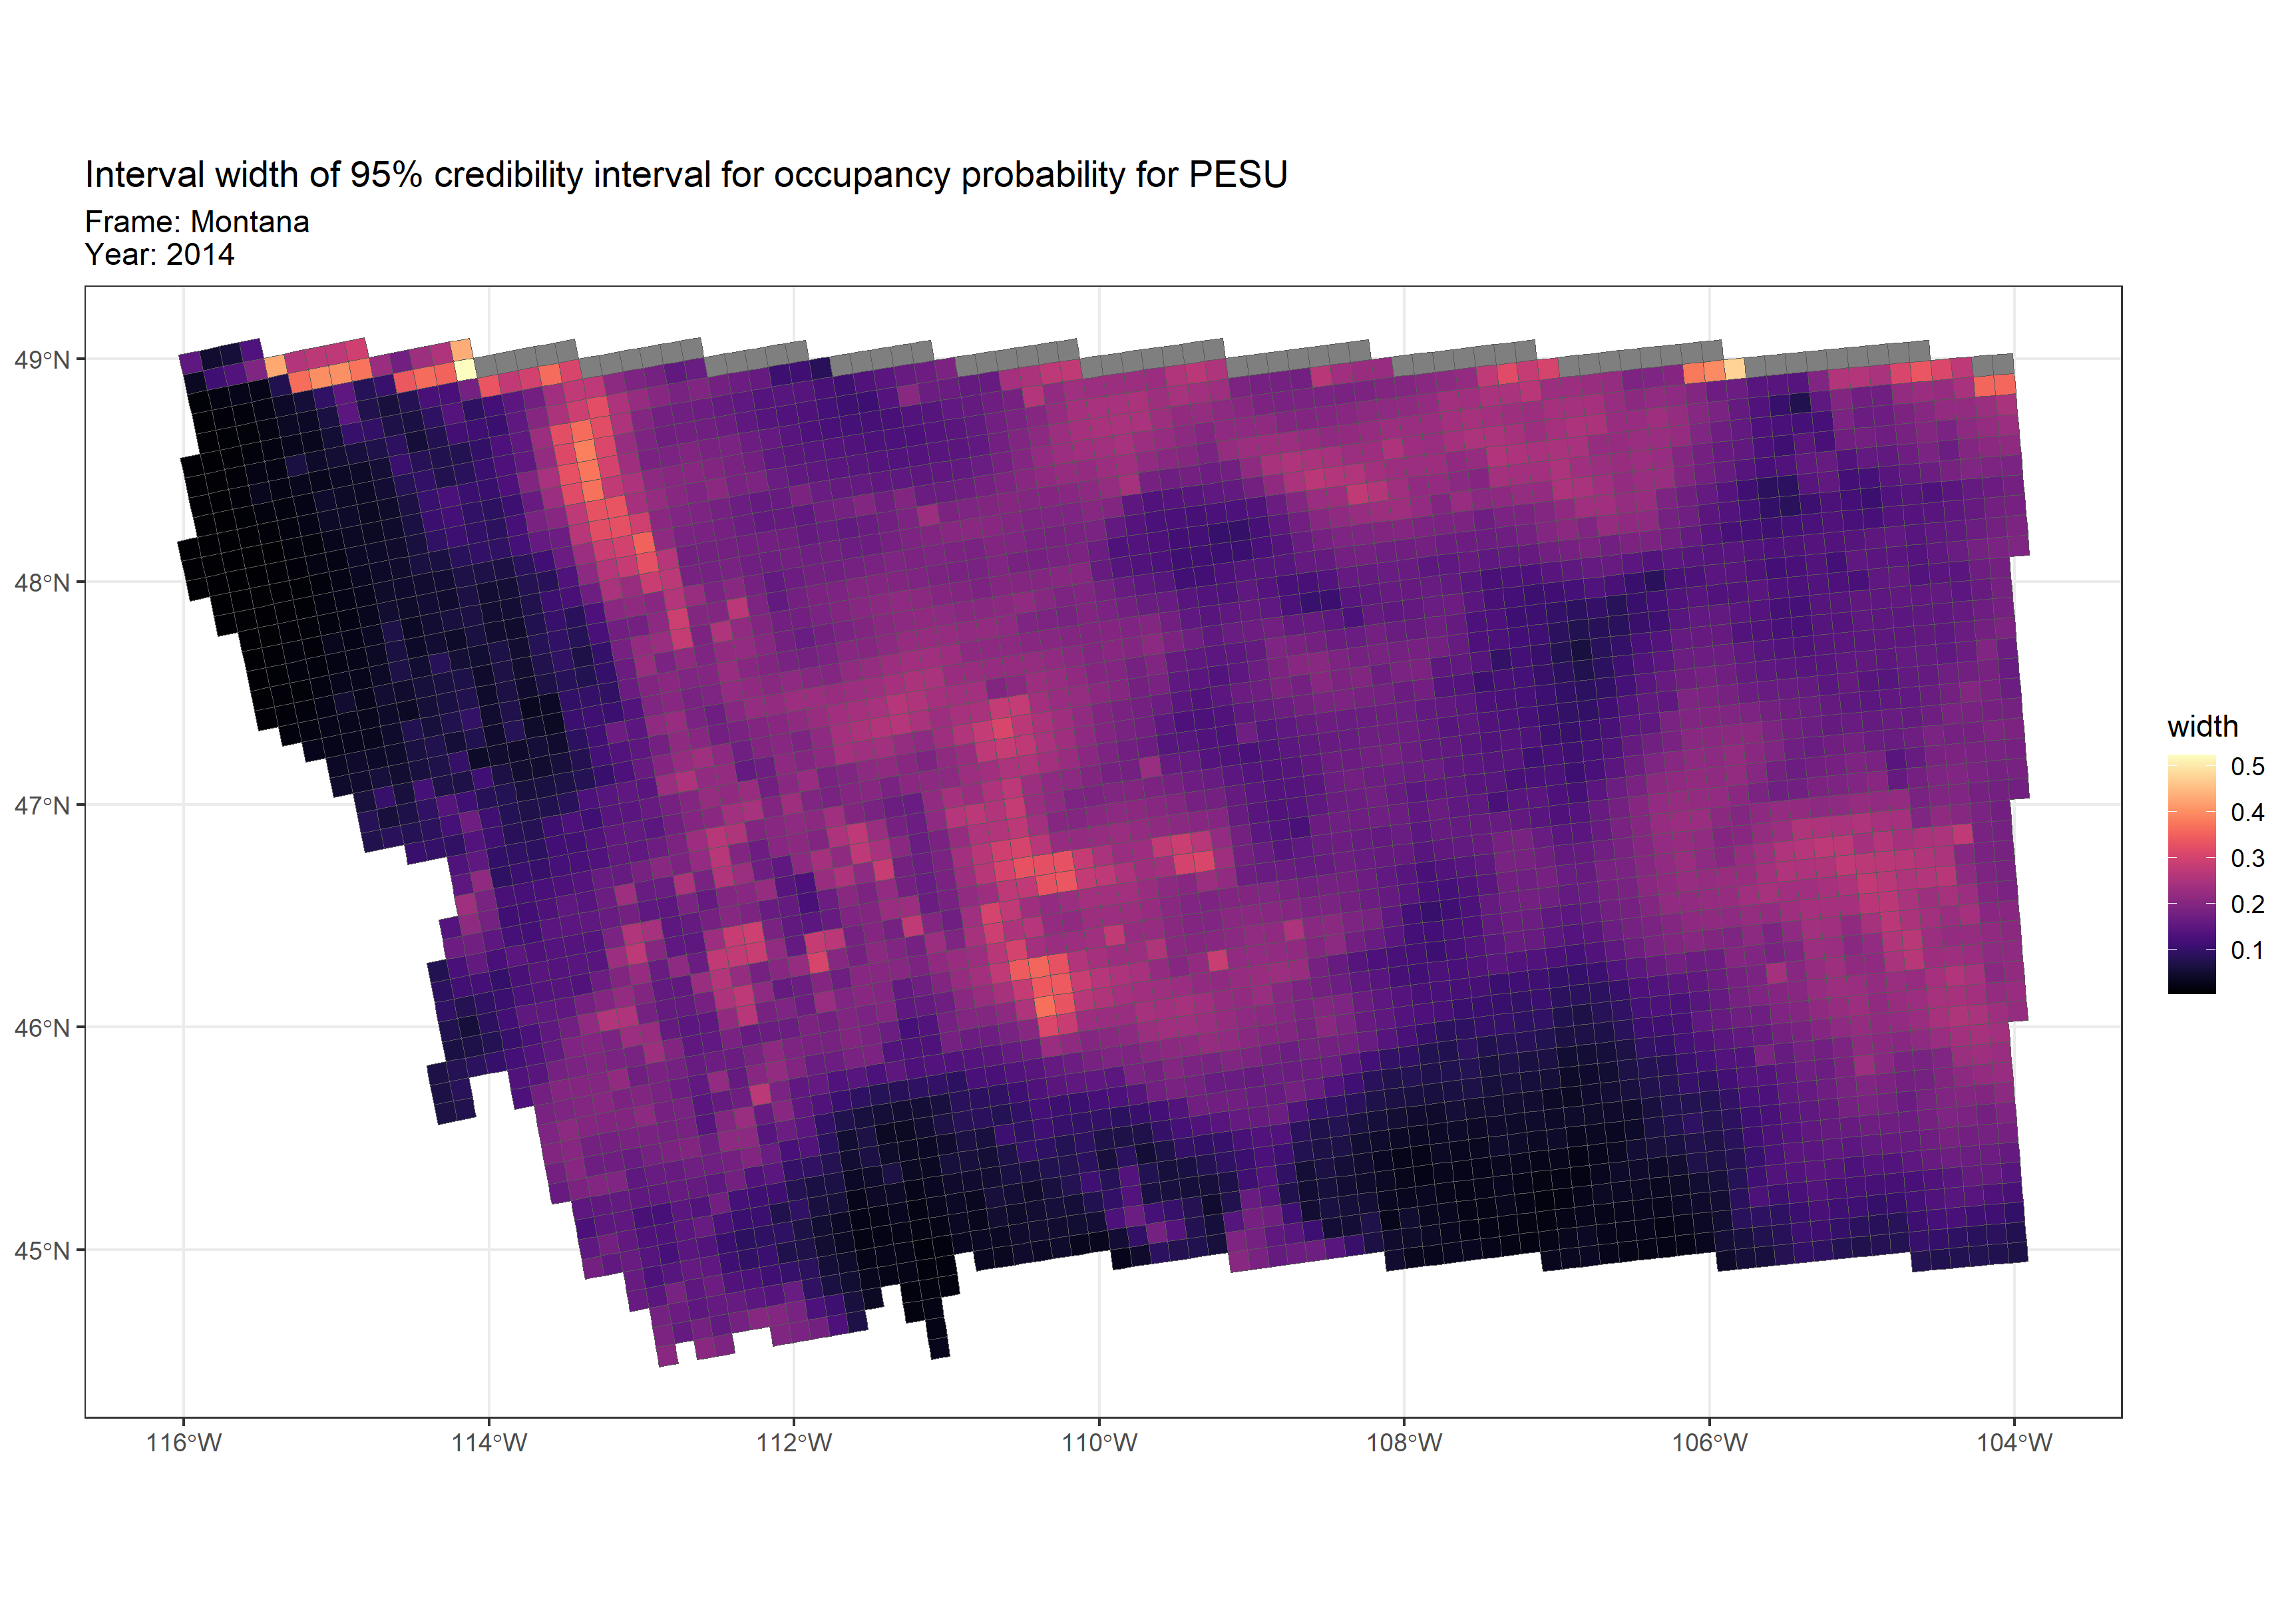 Interval width of 95% credibility interval for occupancy probability for PESU
Frame: Montana
Year: 2014
49°N
48°N
47°N
46°N
45°N
116°W
114°W
112°W
110°W
108°W
106°W
104°W
width
0.5
0.4
0.3
0.2
0.1